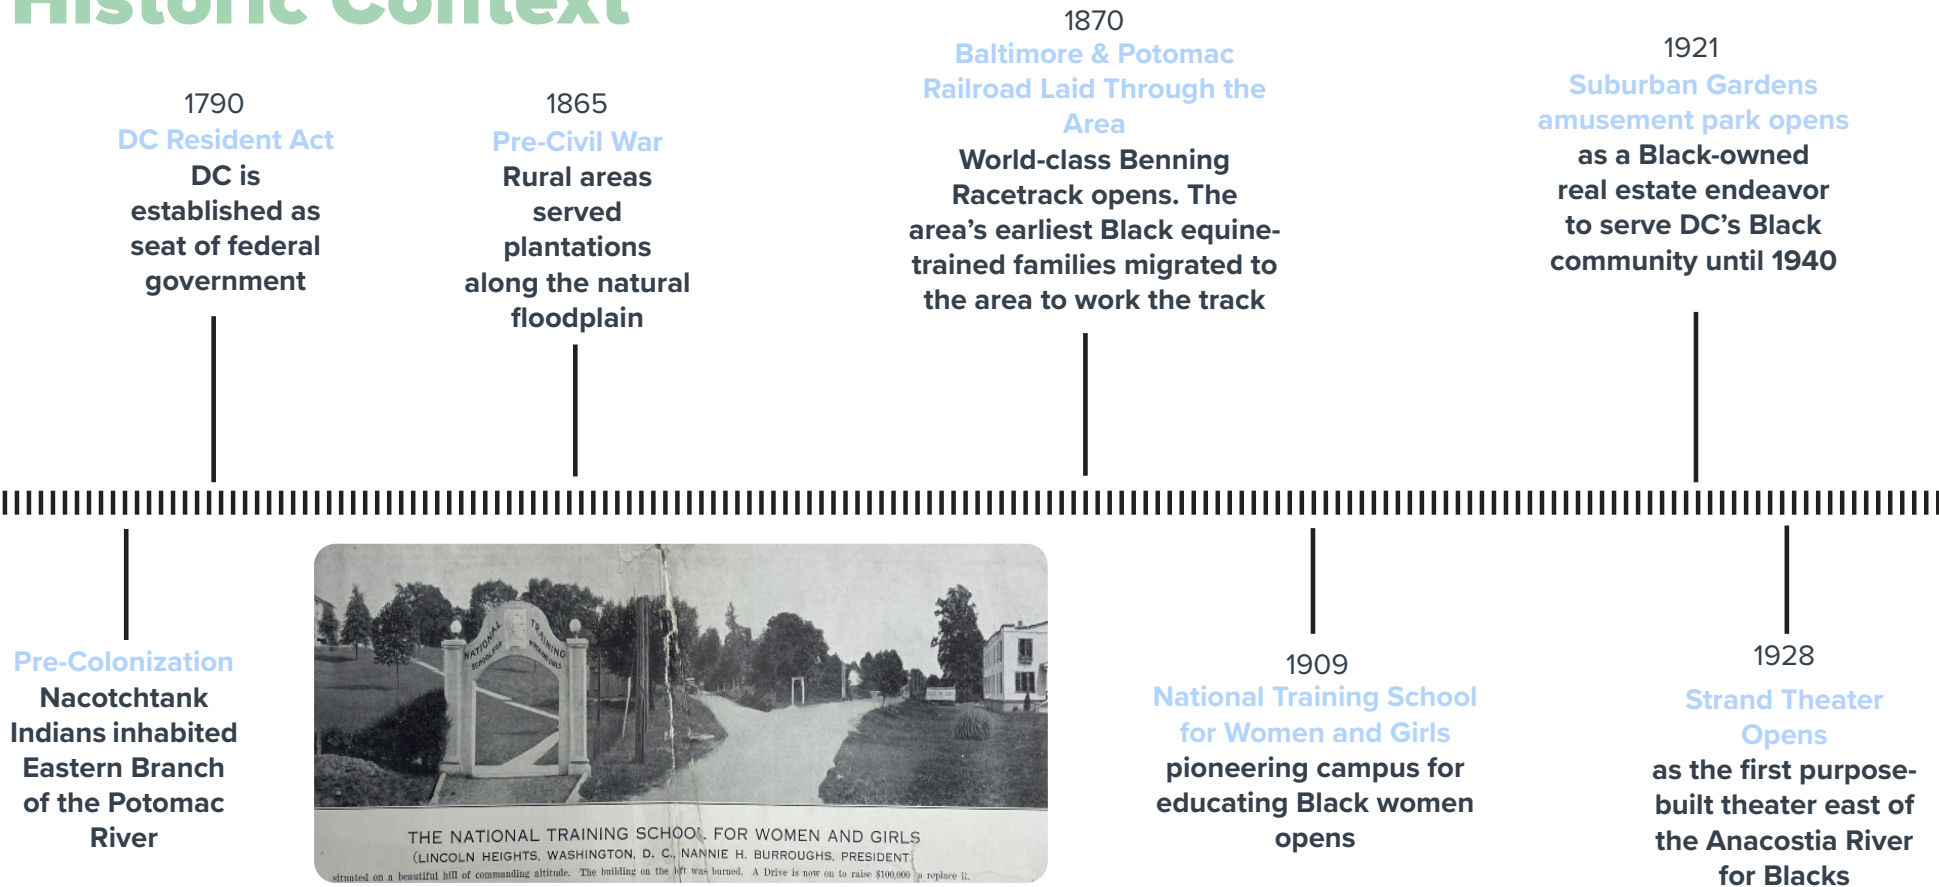 Historic Context
1790
DC Resident Act
DC is
established as
seat of federal
government
1865
Pre-Civil War
Rural areas
served
plantations
along the natural
floodplain
1870
Baltimore & Potomac
Railroad Laid Through the
Area
World-class Benning
Racetrack opens. The
area's earliest Black equine-
trained families migrated to
the area to work the track
1921
Suburban Gardens
amusement park opens
as a Black-owned
real estate endeavor
to serve DC's Black
community until 1940
Pre-Colonization
Nacotchtank
Indians inhabited
Eastern Branch
of the Potomac
River
NATIONAL TRAINING
SCHOOL FOR WOMEN AND GIRLS
THE NATIONAL TRAINING SCHOOL FOR WOMEN AND GIRLS
(LINCOLN HEIGHTS, WASHINGTON, D. C., NANNIE H. BURROUGHS, PRESIDENT)
situated on a beautiful hill of commanding altitude. The building on the left was burned. A Drive is now on to raise $100,000 replace it.
1909
National Training School
for Women and Girls
pioneering campus for
educating Black women
opens
1928
Strand Theater
Opens
as the first purpose-
built theater east of
the Anacostia River
for Blacks